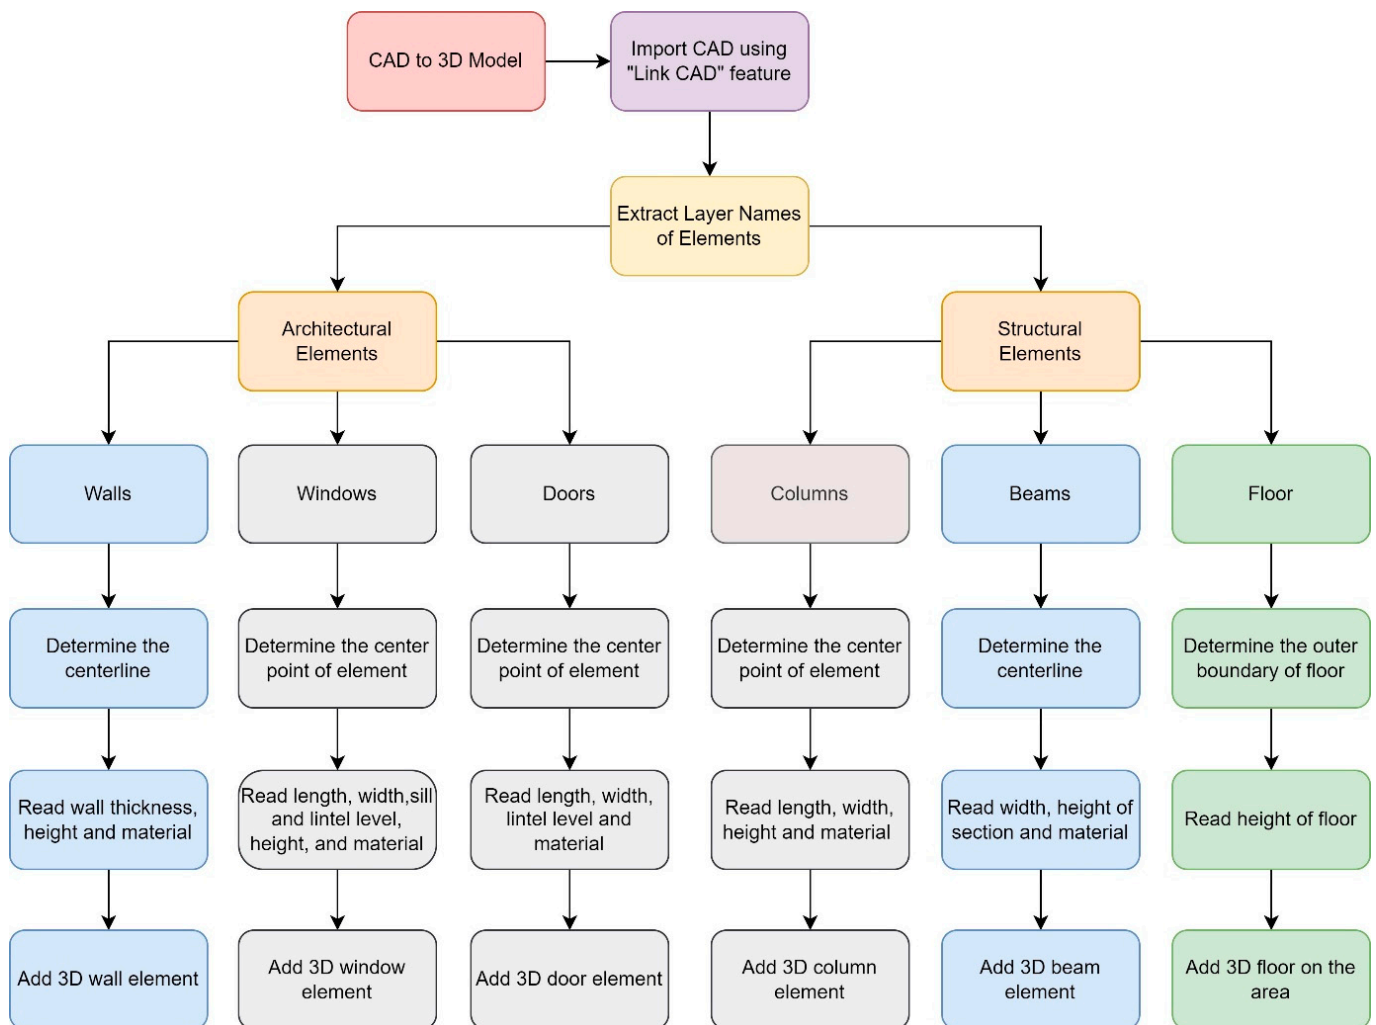 CAD to 3D Model
Import CAD using
"Link CAD" feature
Extract Layer Names
of Elements
Architectural
Elements
Structural
Elements
Walls
Windows
Doors
Columns
Beams
Floor
Determine the
centerline
Determine the center
point of element
Determine the center
point of element
Determine the center
point of element
Determine the
centerline
Determine the outer
boundary of floor
Read wall thickness,
height and material
Read length, width,sill
and lintel level,
height, and material
Read length, width,
lintel level and
material
Read length, width,
height and material
Read width, height of
section and material
Read height of floor
Add 3D wall element
Add 3D window
element
Add 3D door element
Add 3D column
element
Add 3D beam
element
Add 3D floor on the
area